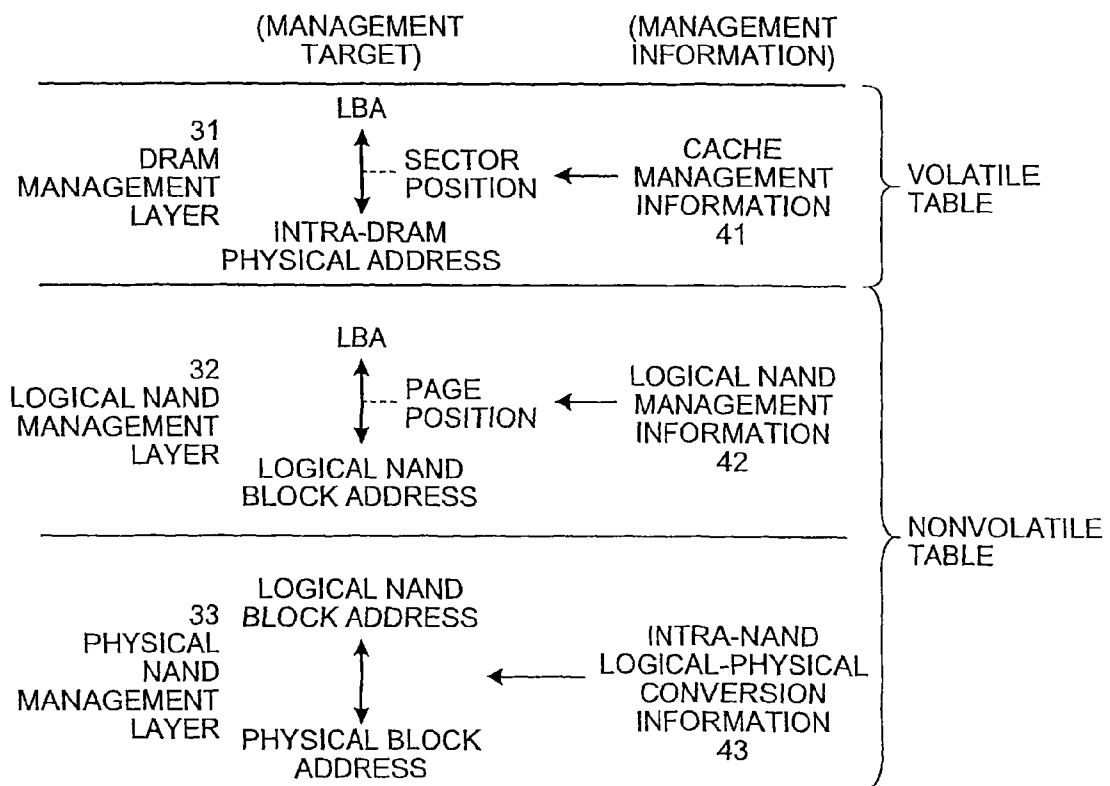 (MANAGEMENT
TARGET)
(MANAGEMENT
INFORMATION)
31
DRAM
MANAGEMENT
LAYER
LBA
SECTOR
POSITION
INTRA-DRAM
PHYSICAL ADDRESS
CACHE
MANAGEMENT
INFORMATION
41
VOLATILE
TABLE
32
LOGICAL NAND
MANAGEMENT
LAYER
LBA
PAGE
POSITION
LOGICAL NAND
BLOCK ADDRESS
LOGICAL NAND
MANAGEMENT
INFORMATION
42
NONVOLATILE
TABLE
33
PHYSICAL
NAND
MANAGEMENT
LAYER
LOGICAL NAND
BLOCK ADDRESS
PHYSICAL BLOCK
ADDRESS
INTRA-NAND
LOGICAL-PHYSICAL
CONVERSION
INFORMATION
43